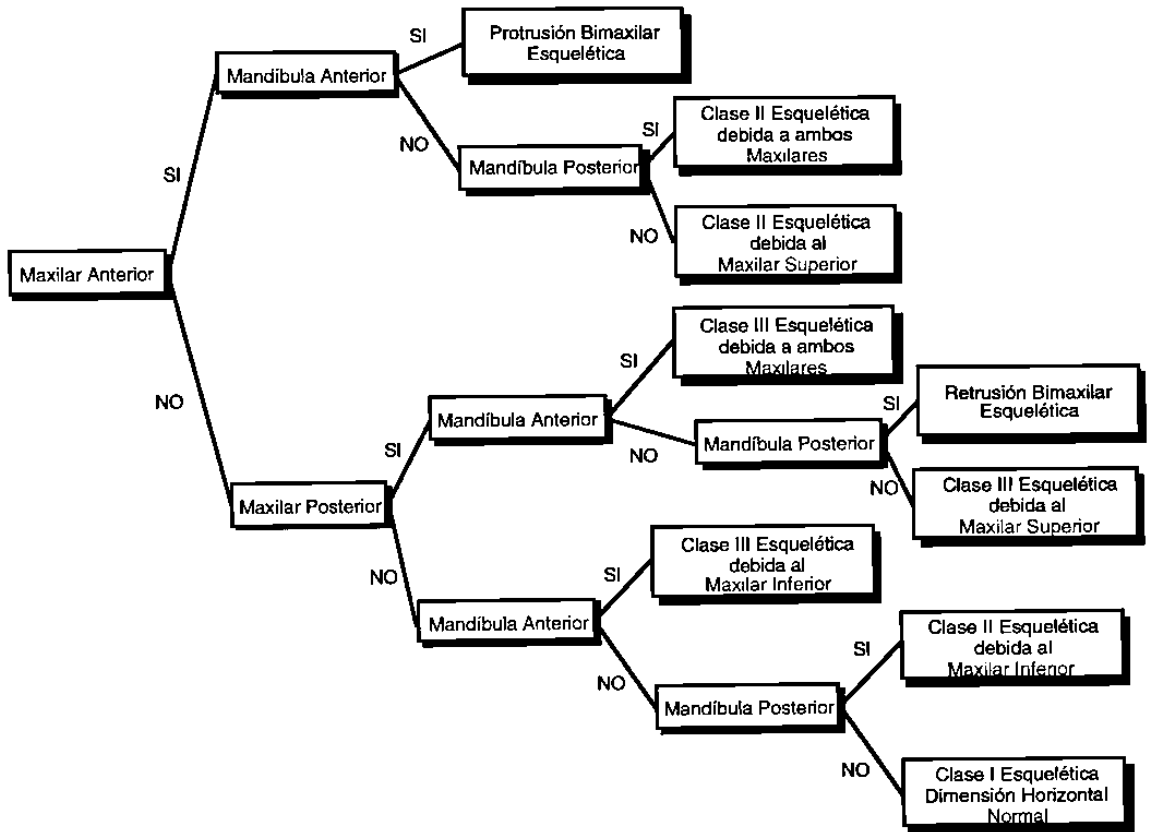 SI
Protrusión Bimaxilar
Esquelética
Mandíbula Anterior
NO
SI
Clase II Esquelética
debida a ambos
Maxilares
Mandíbula Posterior
NO
Clase II Esquelética
debida al
Maxilar Superior
SI
Maxilar Anterior
NO
SI
Clase III Esquelética
debida a ambos
Maxilares
Mandíbula Anterior
SI
NO
Mandíbula Posterior
SI
Retrusión Bimaxilar
Esquelética
NO
Clase III Esquelética
debida al
Maxilar Superior
Maxilar Posterior
NO
SI
Clase III Esquelética
debida al
Maxilar Inferior
Mandíbula Anterior
NO
Mandíbula Posterior
SI
Clase II Esquelética
debida al
Maxilar Inferior
NO
Clase I Esquelética
Dimensión Horizontal
Normal